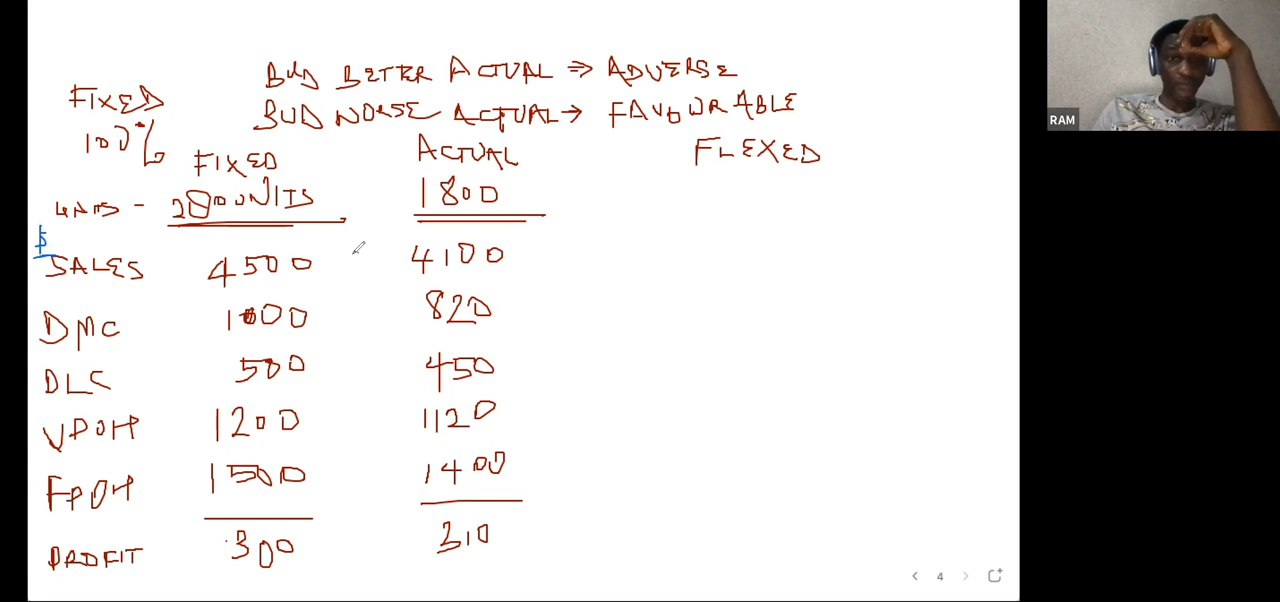 BUD BETTER ACTUAL ⇒ ADVERSE
FIXED
100%
BUD WORSE ACTUAL → FAVOURABLE
FIXED ACTUAL FLEXED
UNITS - UNITS 1800
$
SALES 4500 4100
DMC 1000 820
DLC 500 450
VPOH 1200 1120
FPOH 1500 1400
PROFIT 300 310
RAM
4